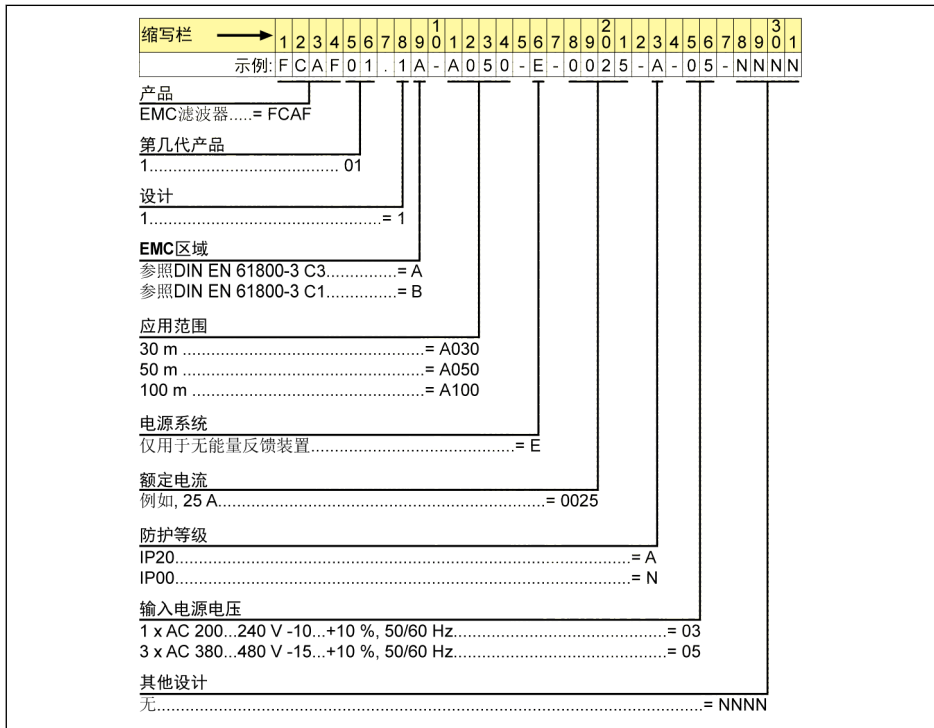 缩写栏 1 2 3 4 5 6 7 8 9 10 1 2 3 4 5 6 7 8 9 20 1 2 3 4 5 6 7 8 9 30 1
示例: F C A F 0 1 . 1 A - A 0 5 0 - E - 0 0 2 5 - A - 0 5 - N N N N
产品
EMC滤波器.....= FCAF
第几代产品
1..................................... 01
设计
1.............................................= 1
EMC区域
参照DIN EN 61800-3 C3..............= A
参照DIN EN 61800-3 C1..............= B
应用范围
30 m ...............................................= A030
50 m ...............................................= A050
100 m .............................................= A100
电源系统
仅用于无能量反馈装置.......................................= E
额定电流
例如, 25 A................................................................= 0025
防护等级
IP20.........................................................................................= A
IP00.........................................................................................= N
输入电源电压
1 x AC 200...240 V -10...+10 %, 50/60 Hz..........................................= 03
3 x AC 380...480 V -15...+10 %, 50/60 Hz..........................................= 05
其他设计
无...........................................................................................................= NNNN